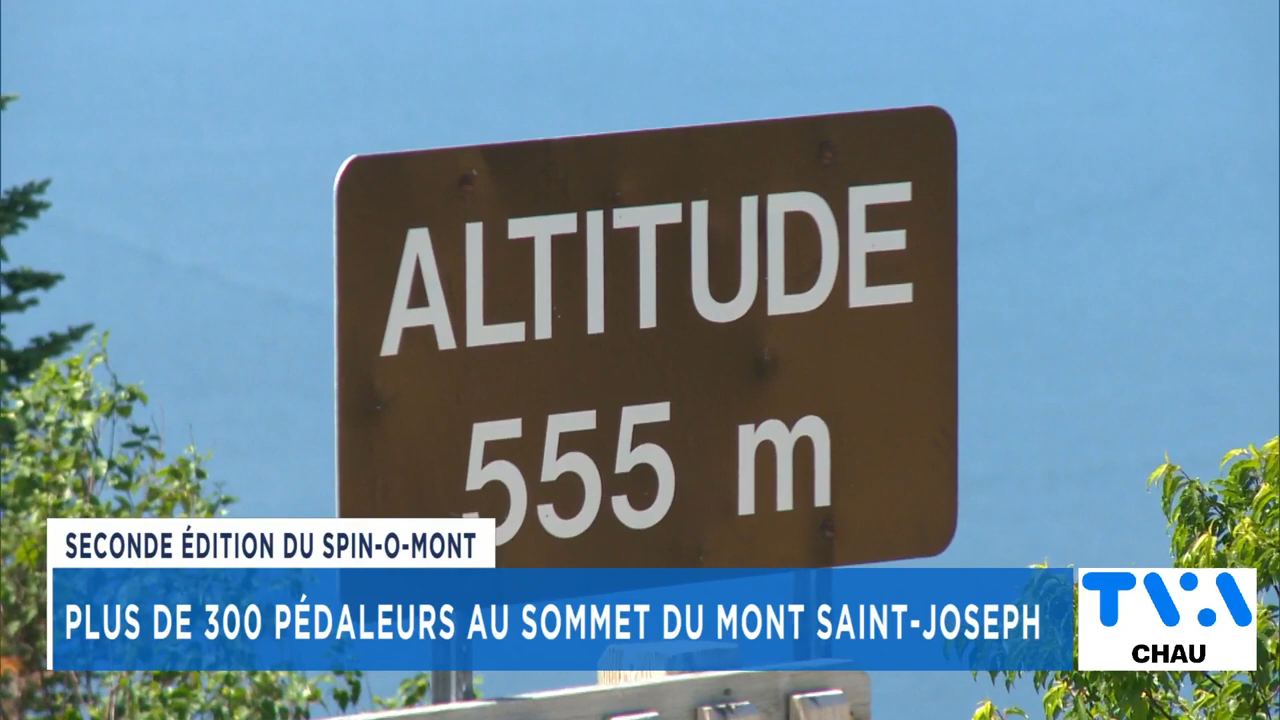 ALTITUDE
555 m
SECONDE ÉDITION DU SPIN-O-MONT
PLUS DE 300 PÉDALEURS AU SOMMET DU MONT SAINT-JOSEPH
TVA
CHAU